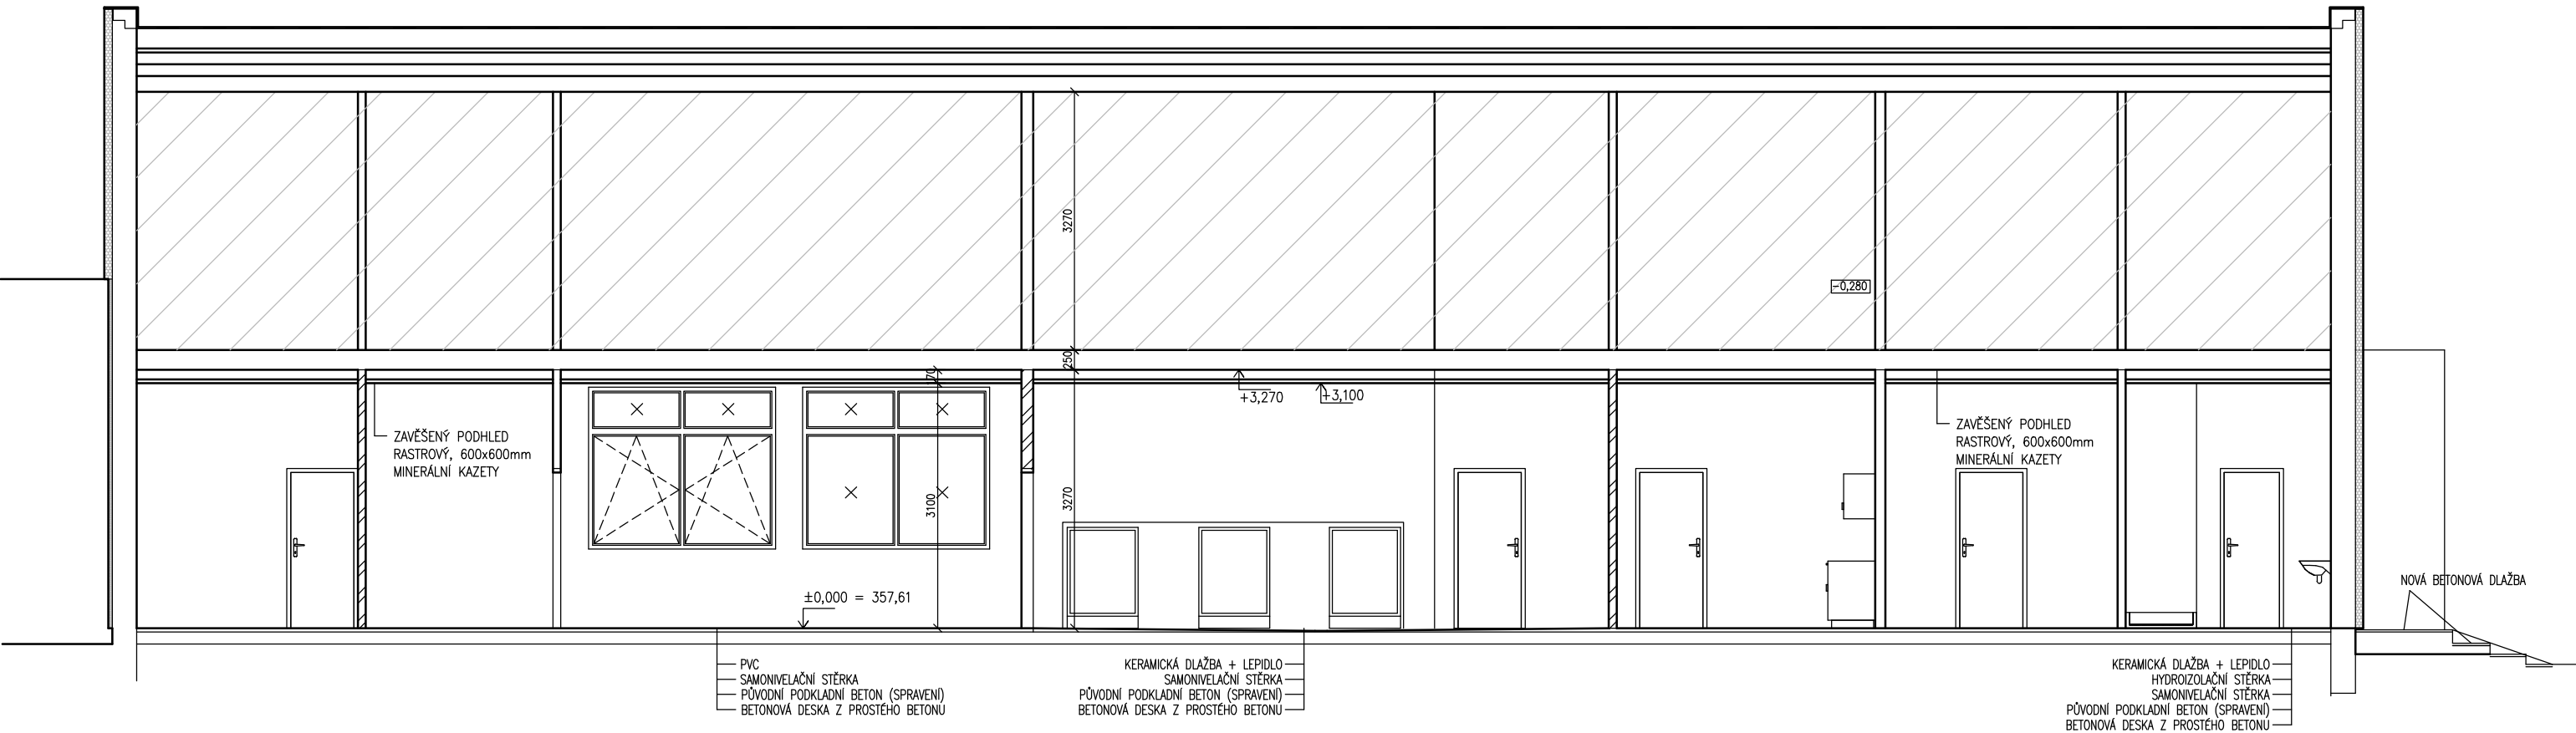 3270
-0,280
250
170
+3,270
+3,100
ZAVĚŠENÝ PODHLED
RASTROVÝ, 600x600mm
MINERÁLNÍ KAZETY
ZAVĚŠENÝ PODHLED
RASTROVÝ, 600x600mm
MINERÁLNÍ KAZETY
3100
3270
±0,000 = 357,61
NOVÁ BETONOVÁ DLAŽBA
PVC
SAMONIVELAČNÍ STĚRKA
PŮVODNÍ PODKLADNÍ BETON (SPRAVENÍ)
BETONOVÁ DESKA Z PROSTÉHO BETONU
KERAMICKÁ DLAŽBA + LEPIDLO
SAMONIVELAČNÍ STĚRKA
PŮVODNÍ PODKLADNÍ BETON (SPRAVENÍ)
BETONOVÁ DESKA Z PROSTÉHO BETONU
KERAMICKÁ DLAŽBA + LEPIDLO
HYDROIZOLAČNÍ STĚRKA
SAMONIVELAČNÍ STĚRKA
PŮVODNÍ PODKLADNÍ BETON (SPRAVENÍ)
BETONOVÁ DESKA Z PROSTÉHO BETONU